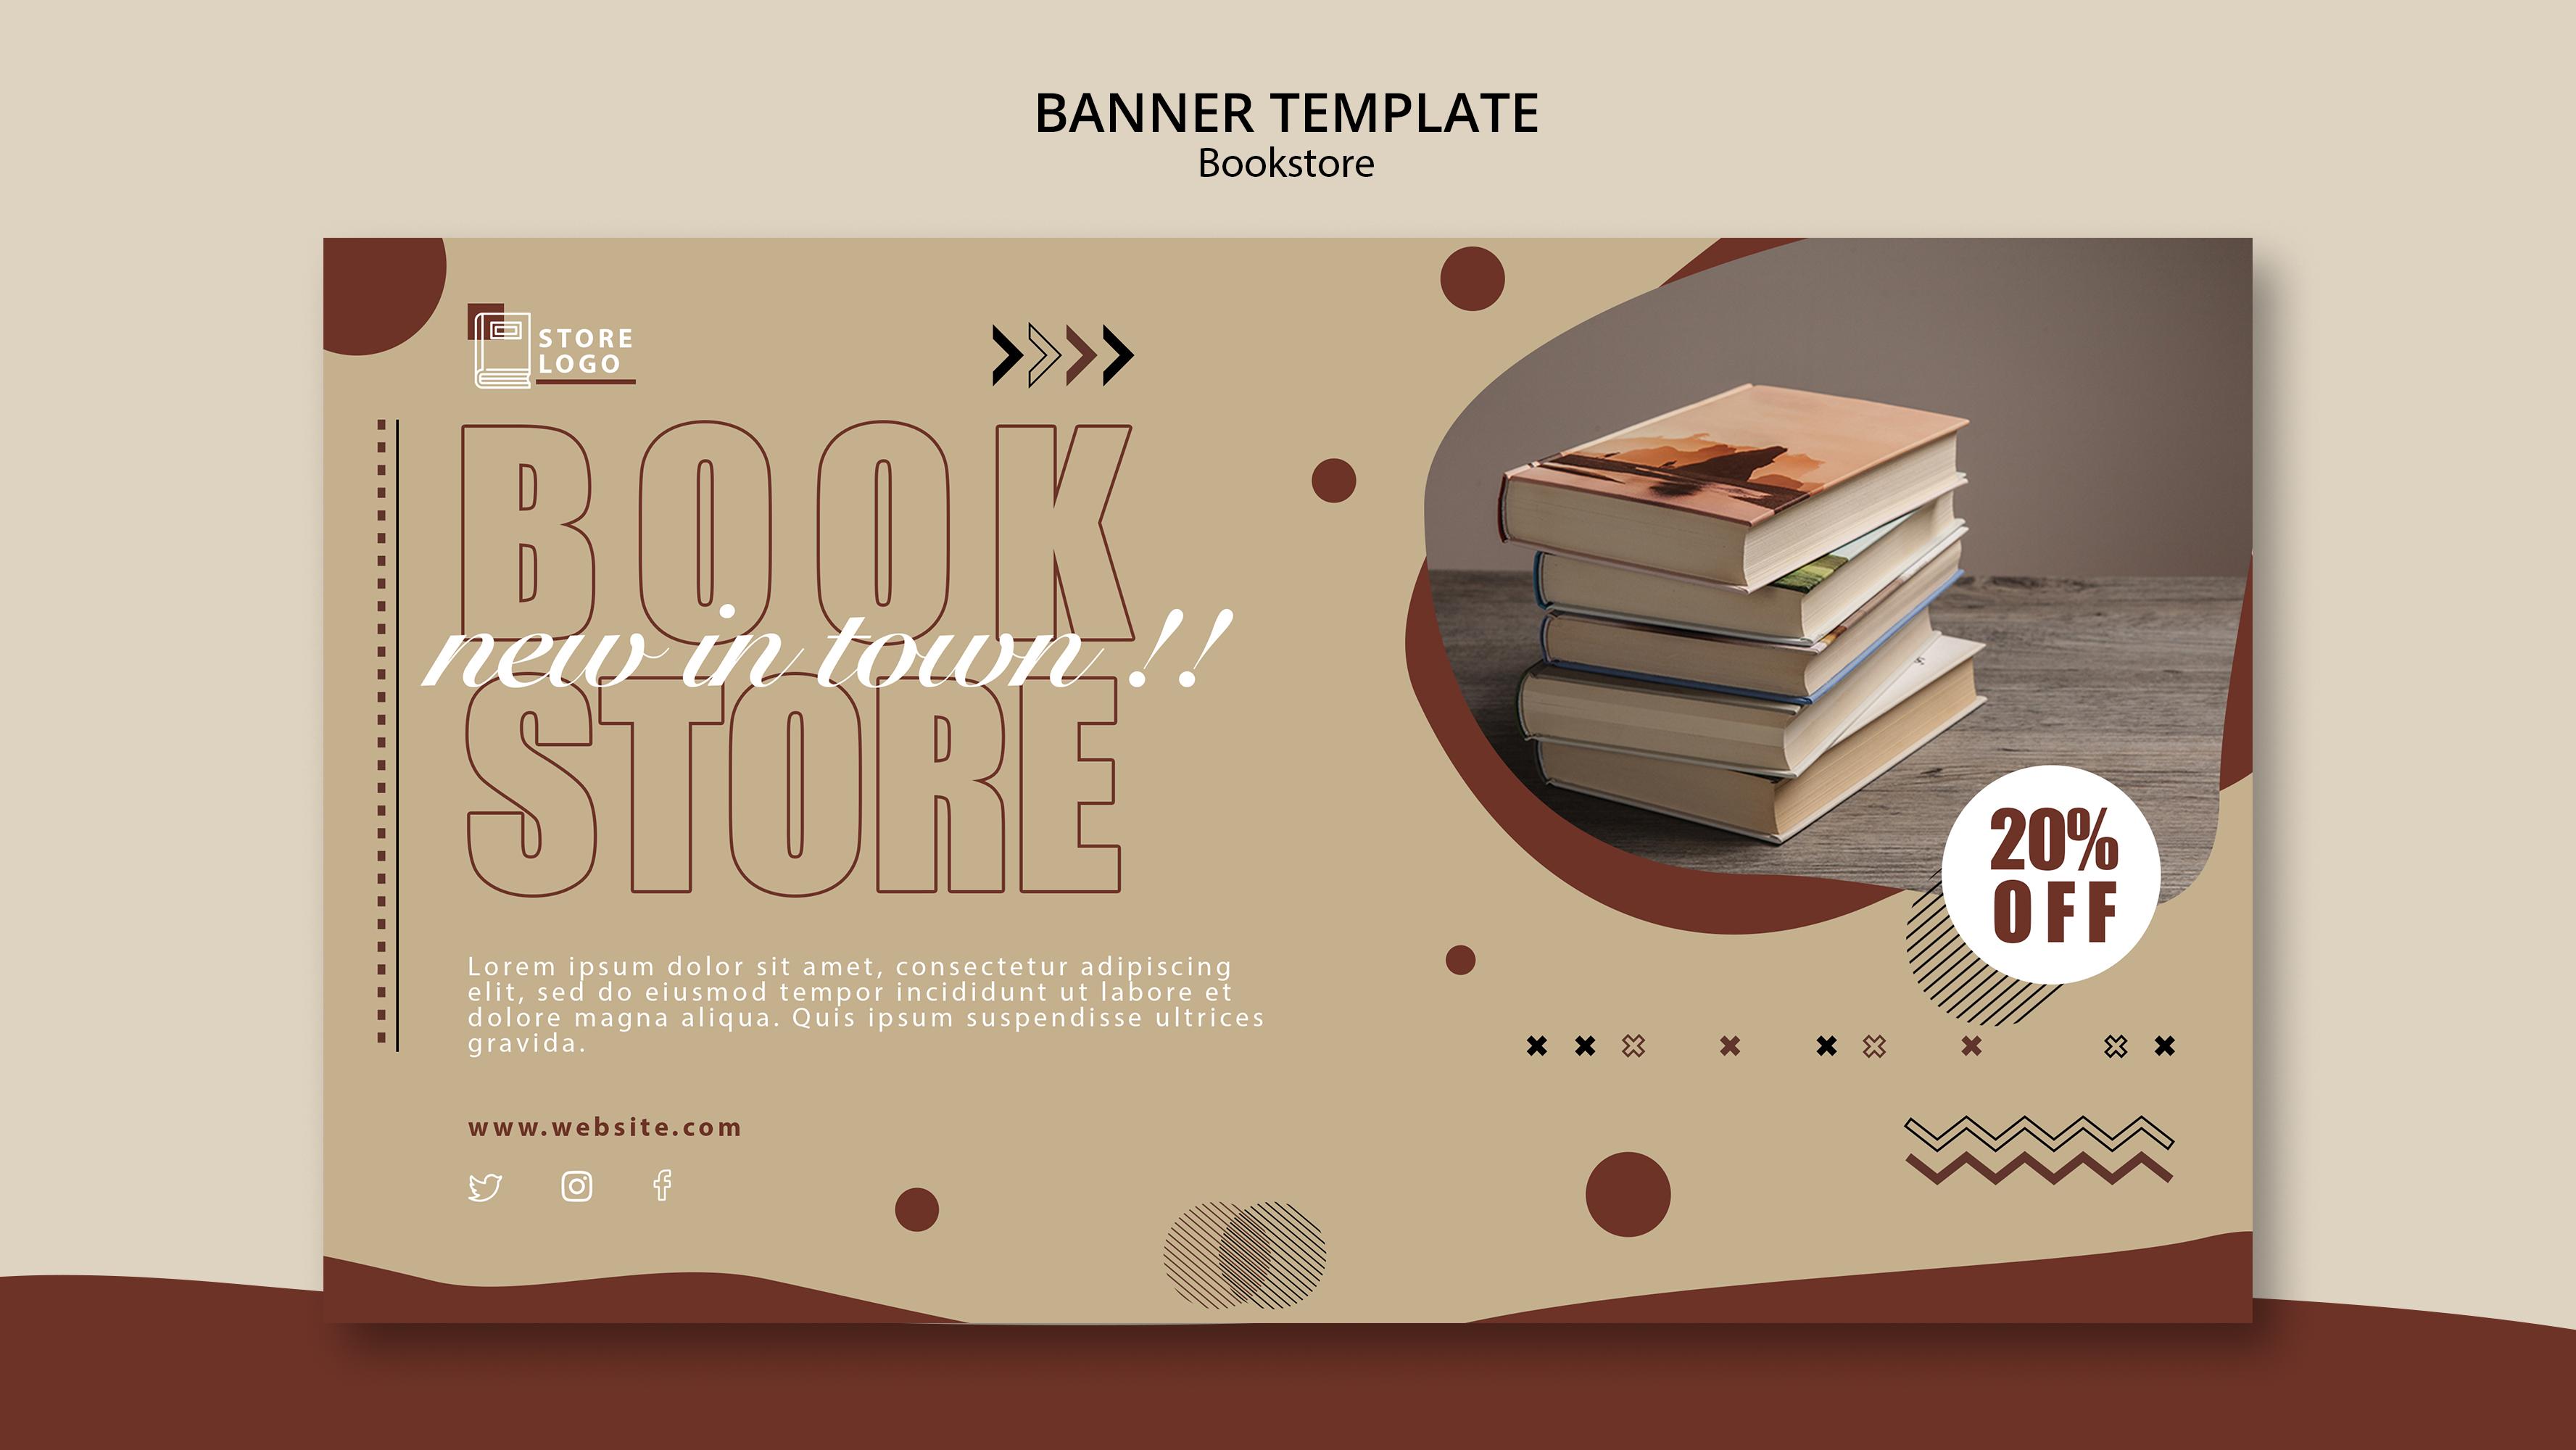 BANNER TEMPLATE
Bookstore
STORE
LOGO
BOOK
new in town !!
STORE
Lorem ipsum dolor sit amet, consectetur adipiscing
elit, sed do eiusmod tempor incididunt ut labore et
dolore magna aliqua. Quis ipsum suspendisse ultrices
gravida.
www.website.com
20%
OFF